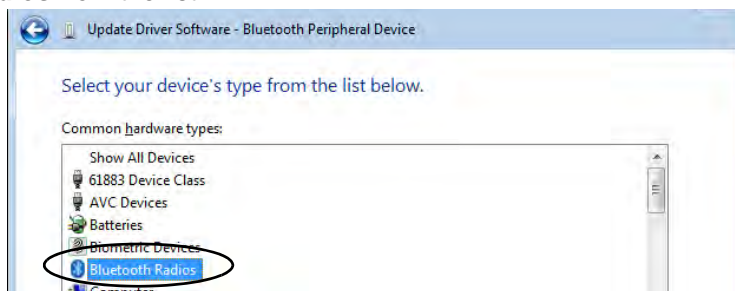 Update Driver Software - Bluetooth Peripheral Device
Select your device's type from the list below.
Common hardware types:
Show All Devices
61883 Device Class
AVC Devices
Batteries
Biometric Devices
Bluetooth Radios
Computer